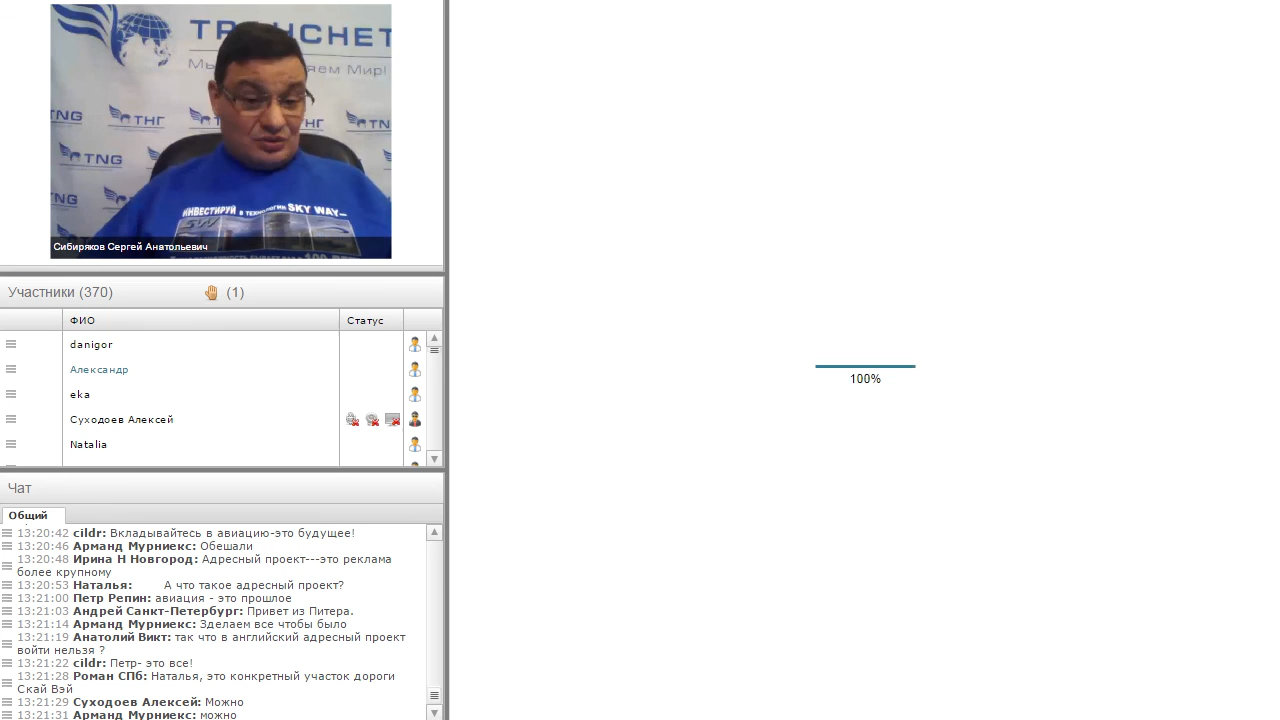 ТРАНСНЕТ
TNG
ТНГ
TNG
TNG
TNG
ИНВЕСТИРУЙ В ТЕХНОЛОГИИ SKY WAY—
Сибиряков Сергей Анатольевич
Участники (370)
(1)
ФИО
Статус
danigor
Александр
eka
Суходоев Алексей
Natalia
100%
Чат
Общий
13:20:42 cildr: Вкладывайтесь в авиацию-это будущее!
13:20:46 Арманд Мурниекс: Обешали
13:20:48 Ирина Н Новгород: Адресный проект---это реклама
более крупному
13:20:53 Наталья: А что такое адресный проект?
13:21:00 Петр Репин: авиация - это прошлое
13:21:03 Андрей Санкт-Петербург: Привет из Питера.
13:21:14 Арманд Мурниекс: Зделаем все чтобы было
13:21:19 Анатолий Викт: так что в английский адресный проект
войти нельзя ?
13:21:22 cildr: Петр- это все!
13:21:28 Роман СПб: Наталья, это конкретный участок дороги
Скай Вэй
13:21:29 Суходоев Алексей: Можно
13:21:31 Арманд Мурниекс: можно